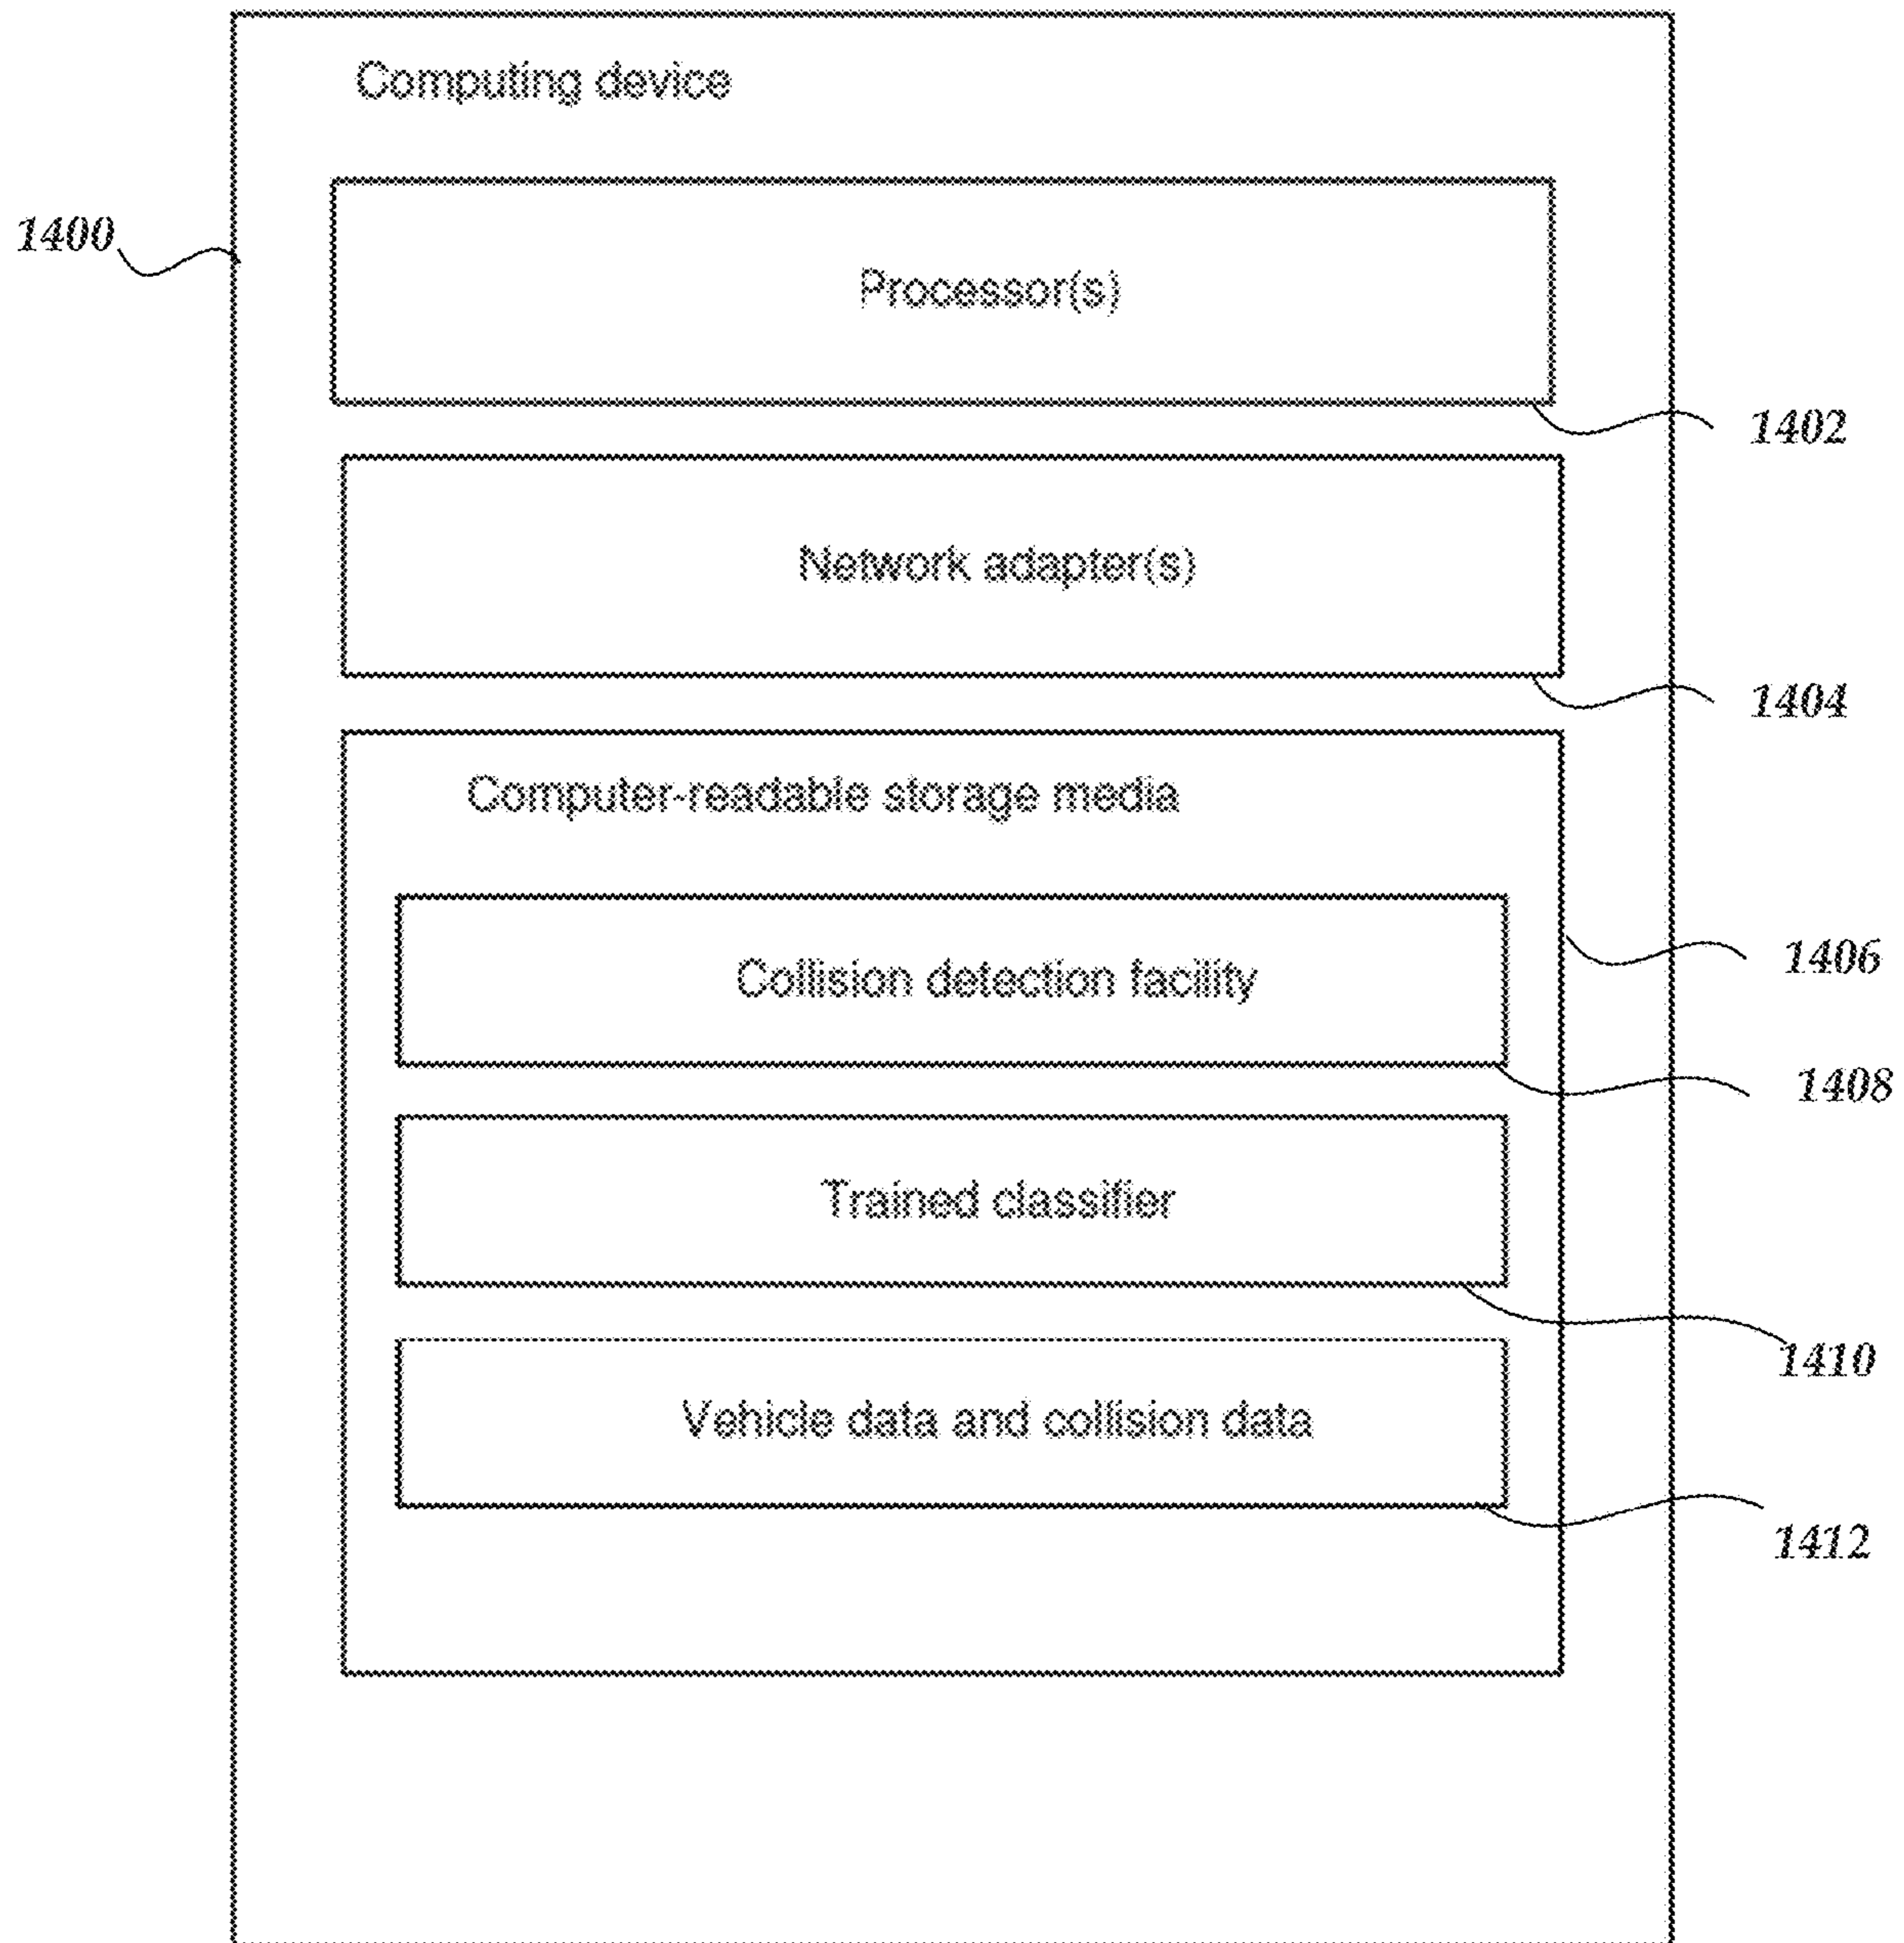 Computing device
1400
Processor(s)
1402
Network adapter(s)
1404
Computer-readable storage media
Collision detection facility
1406
1408
Trained classifier
1410
Vehicle data and collision data
1412